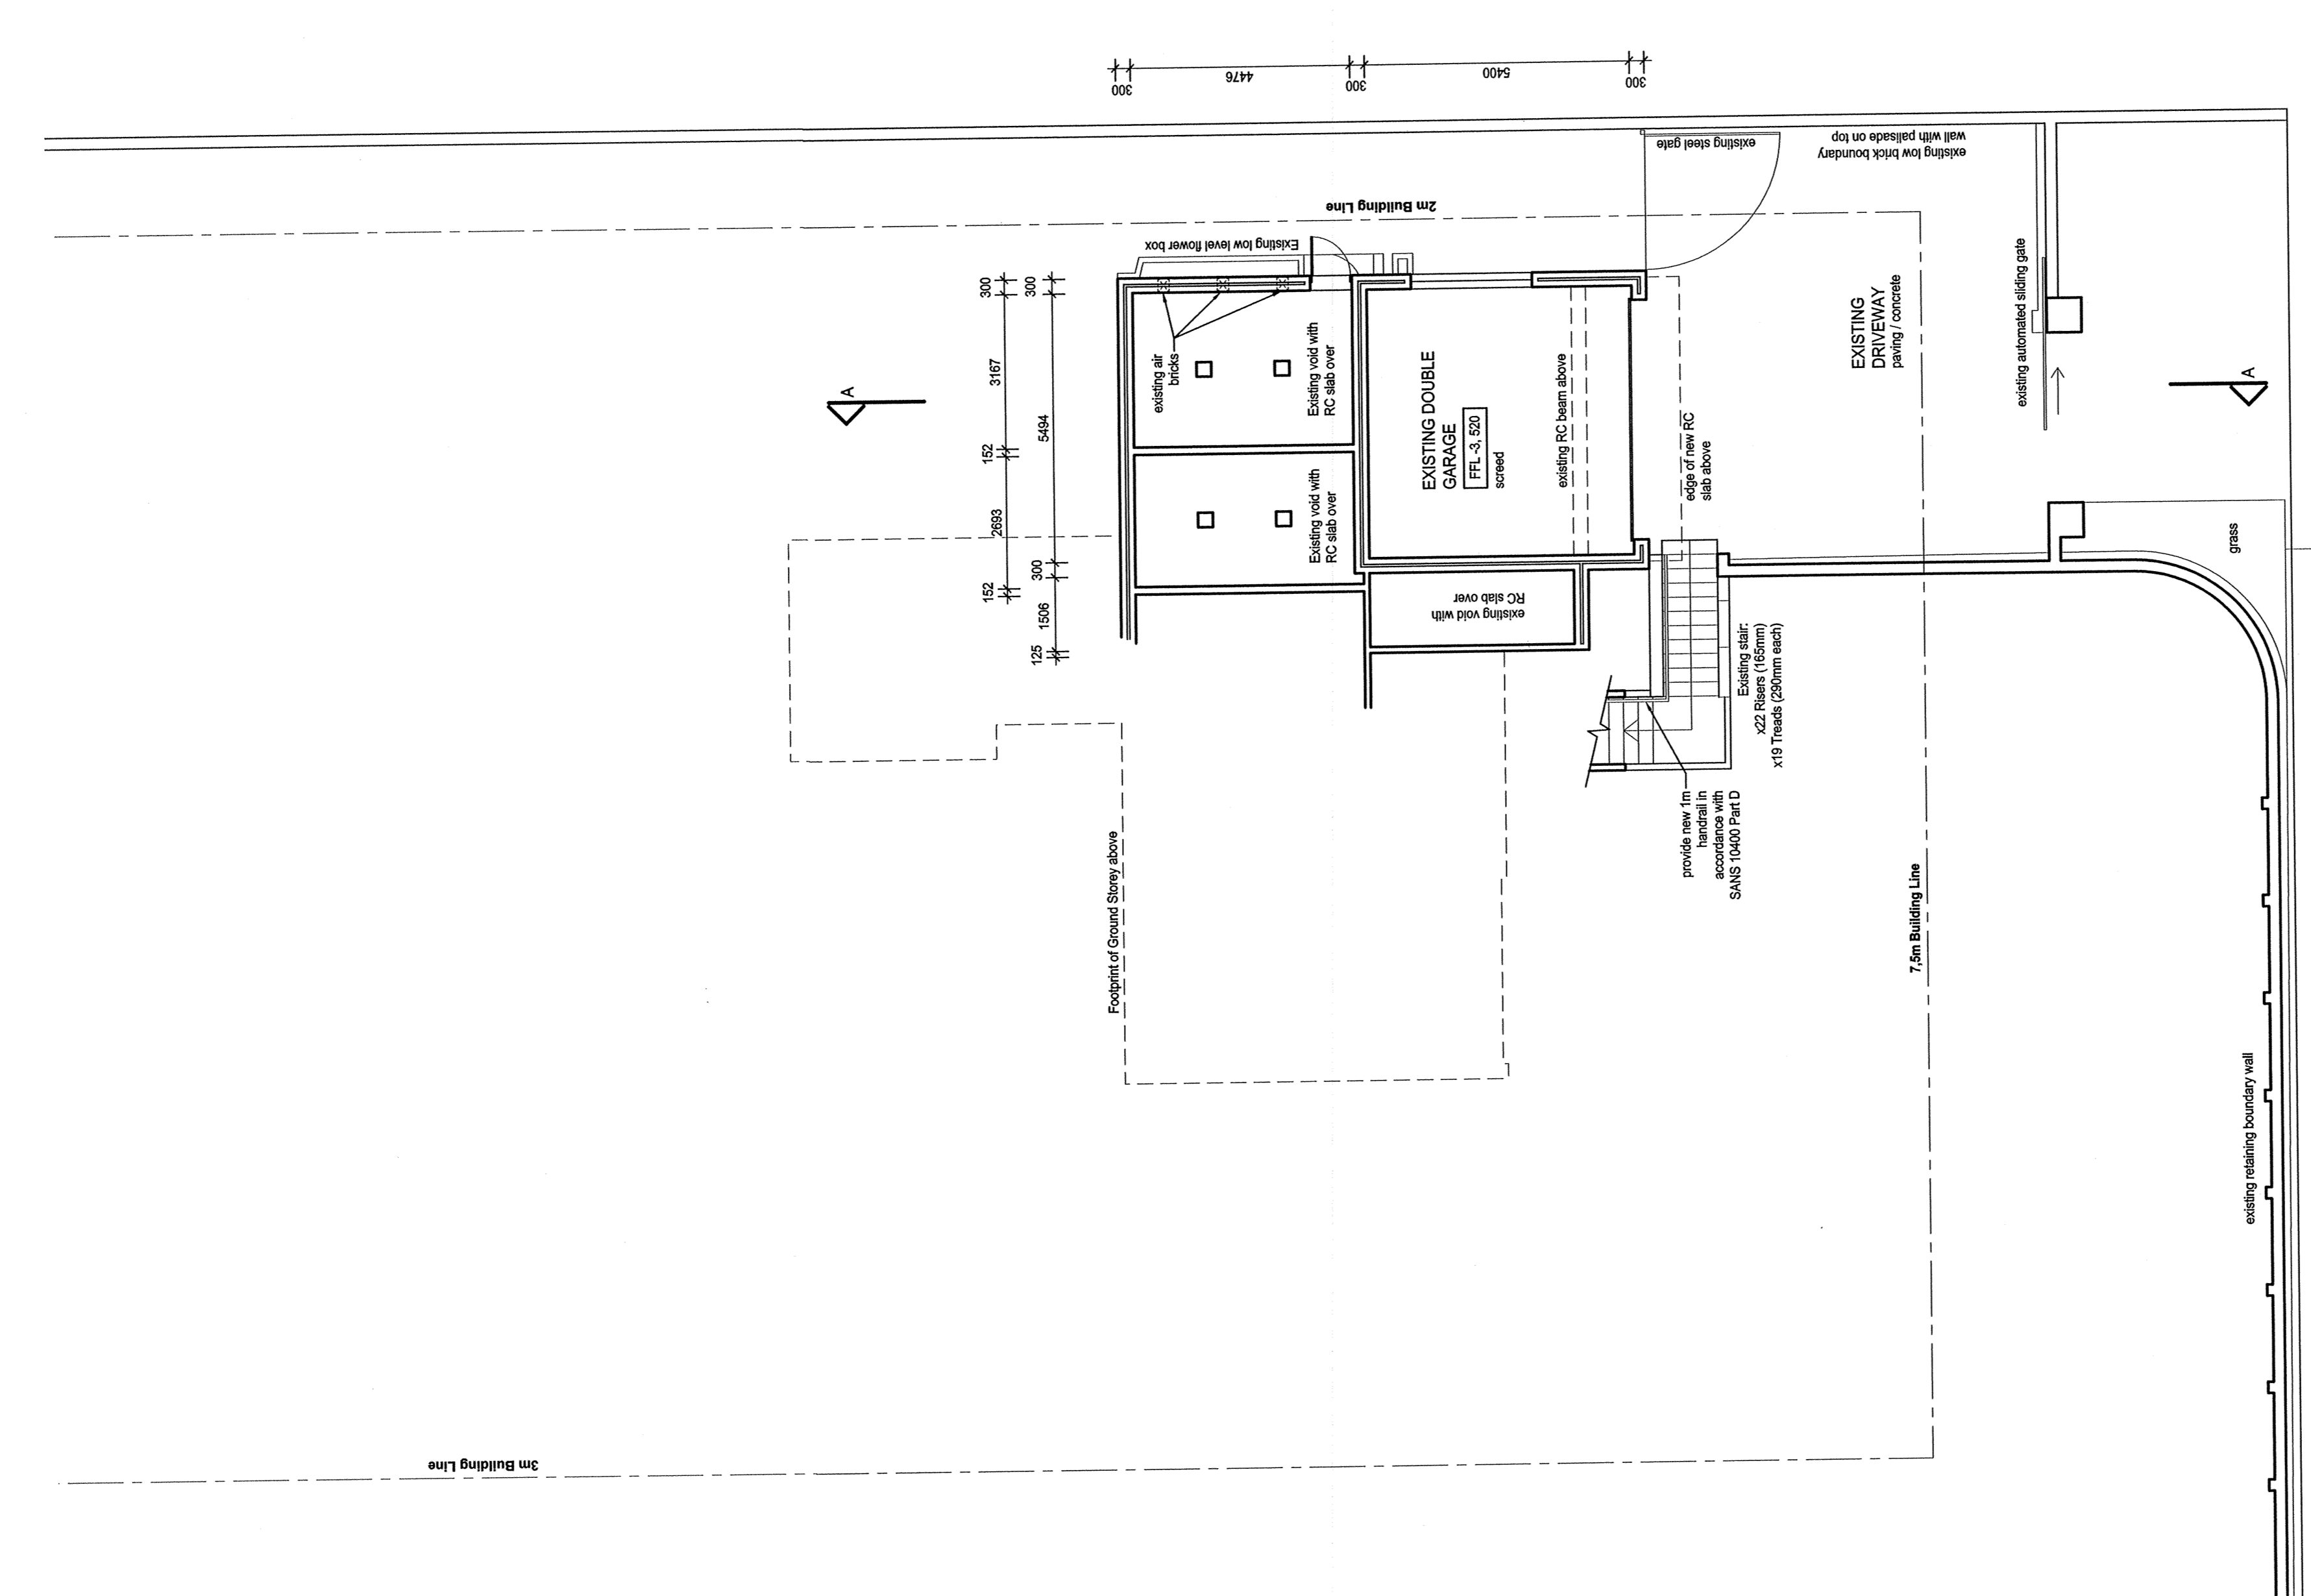 300
4476
300
5400
300
existing steel gate
existing low brick boundary
wall with palisade on top
2m Building Line
Existing low level flower box
300
3167
152
2693
152
300
5494
300
1506
125
existing air
bricks
Existing void with
RC slab over
Existing void with
RC slab over
EXISTING DOUBLE
GARAGE
FFL -3, 520
screed
existing RC beam above
edge of new RC
slab above
EXISTING
DRIVEWAY
paving / concrete
existing automated sliding gate
A
A
existing void with
RC slab over
Existing stair:
x22 Risers (165mm)
x19 Treads (290mm each)
provide new 1m
handrail in
accordance with
SANS 10400 Part D
grass
Footprint of Ground Storey above
7,5m Building Line
existing retaining boundary wall
3m Building Line